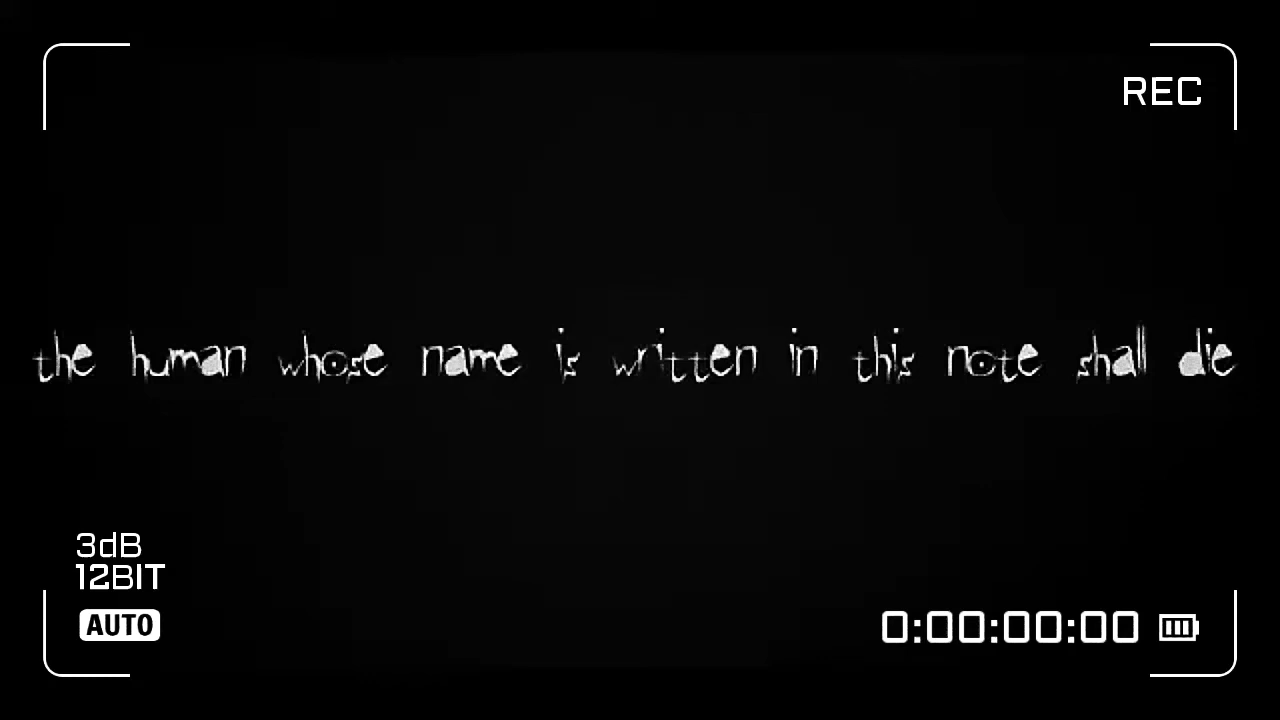 REC
the human whose name is written in this note shall die
3dB
12BIT
AUTO
0:00:00:00